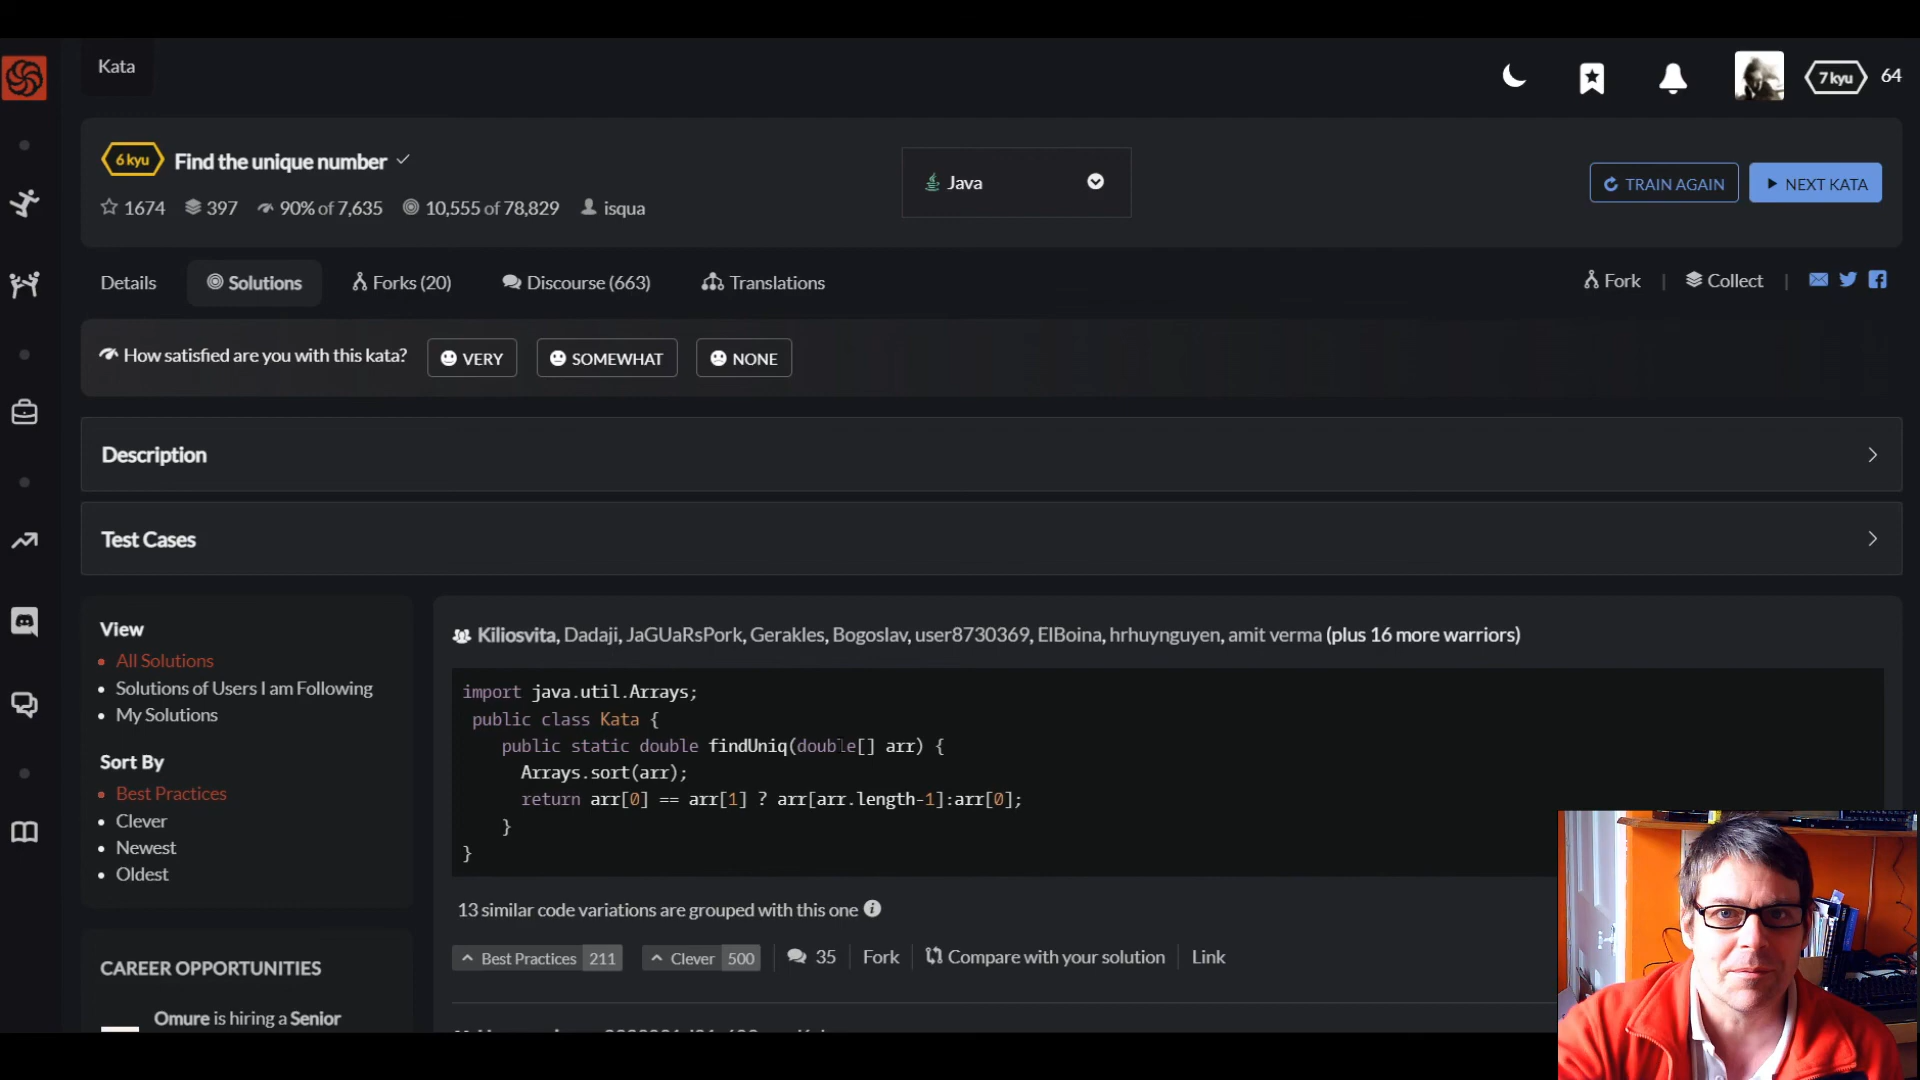 Kata
7 kyu
64
6 kyu Find the unique number
1674 397 90% of 7,635 10,555 of 78,829 isqua
Java
TRAIN AGAIN
NEXT KATA
Details Solutions Forks (20) Discourse (663) Translations
Fork | Collect |
How satisfied are you with this kata? VERY SOMEWHAT NONE
Description
Test Cases
View
All Solutions
Solutions of Users I am Following
My Solutions
Sort By
Best Practices
Clever
Newest
Oldest
CAREER OPPORTUNITIES
Omure is hiring a Senior
Kiliosvita, Dadaji, JaGUaRsPork, Gerakles, Bogoslav, user8730369, ElBoina, hrhuynguyen, amit verma (plus 16 more warriors)
import java.util.Arrays;
public class Kata {
public static double findUniq(double[] arr) {
Arrays.sort(arr);
return arr[0] == arr[1] ? arr[arr.length-1]:arr[0];
}
}
13 similar code variations are grouped with this one
Best Practices 211 Clever 500 35 Fork Compare with your solution Link